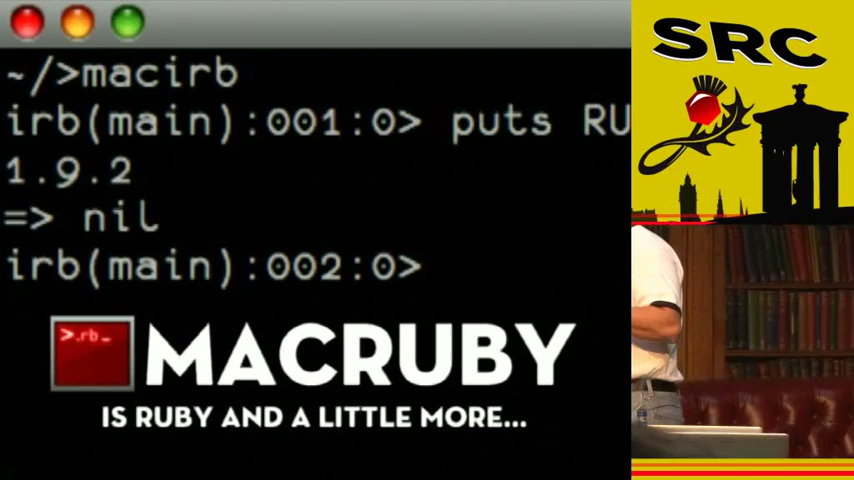 ~/>macirb
irb(main):001:0> puts RU
1.9.2
=> nil
irb(main):002:0>
>.rb_
MACRUBY
IS RUBY AND A LITTLE MORE...
SRC